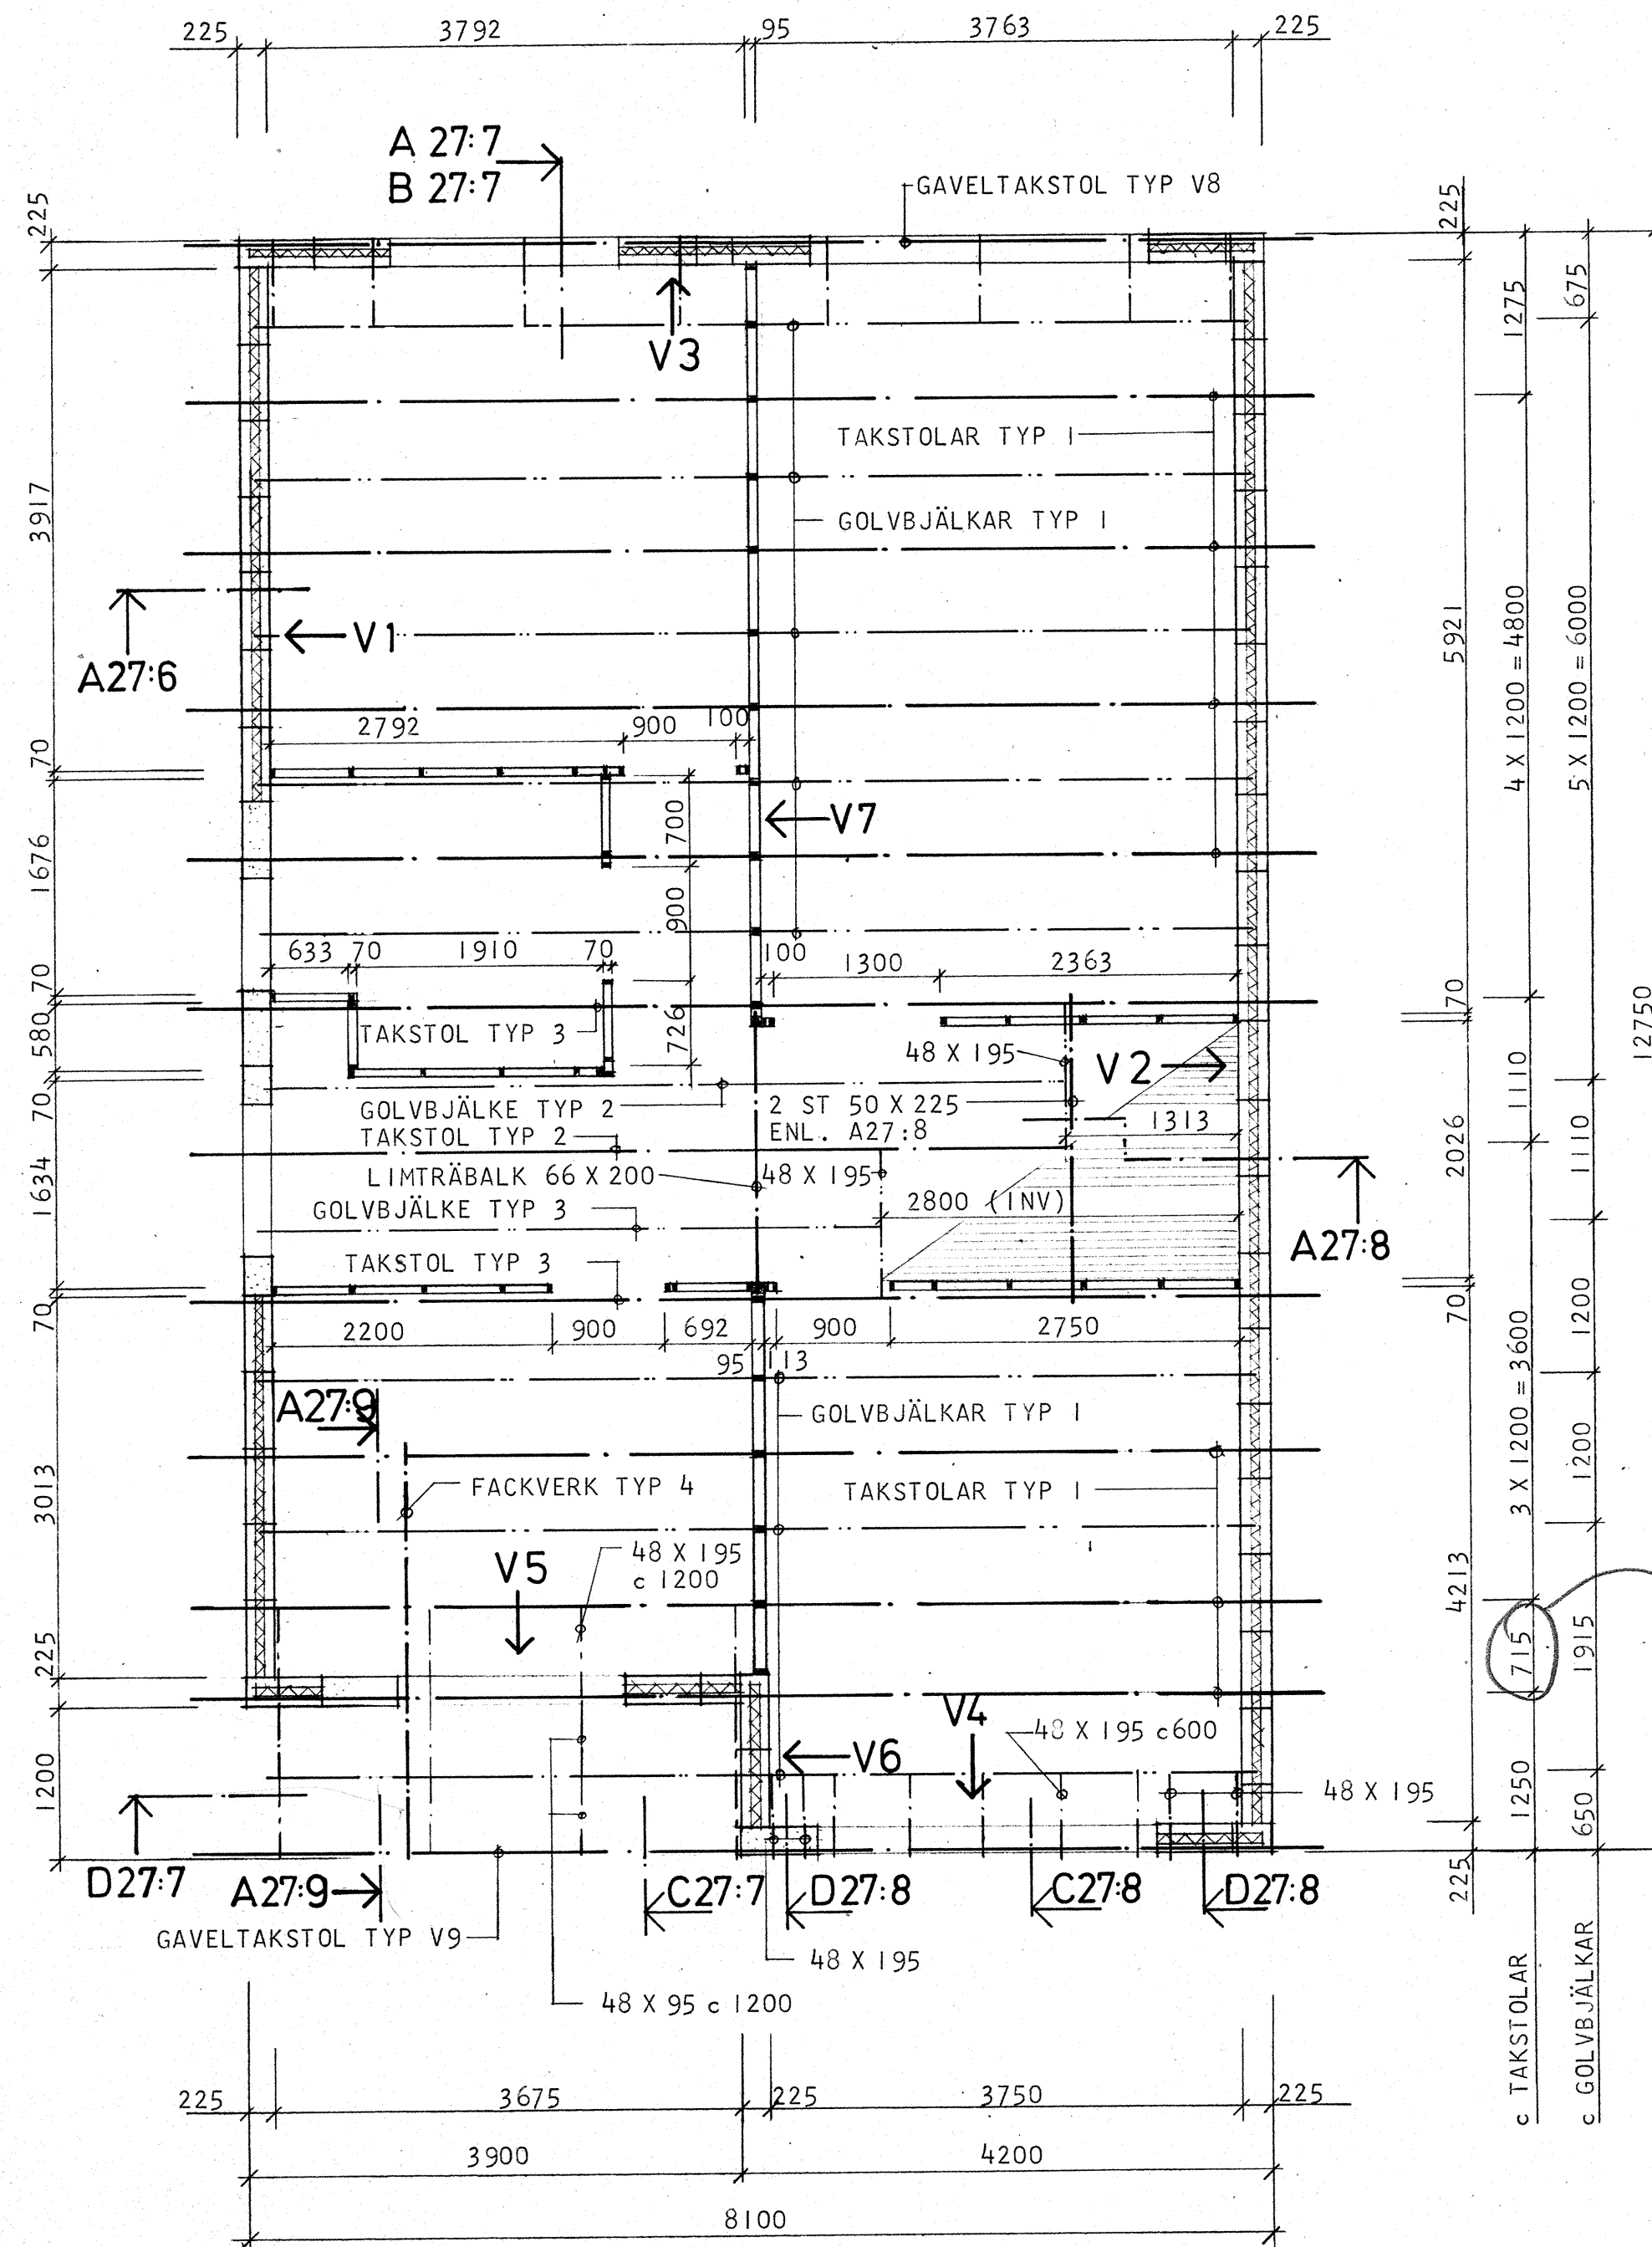 225 3792 95 3763 225
A 27:7
B 27:7
GAVELTAKSTOL TYP V8
225
225
1275
675
V3
TAKSTOLAR TYP 1
3917
GOLVBJÄLKAR TYP 1
4 X 1200 = 4800
5 X 1200 = 6000
5921
V1
A27:6
2792 900 100
70
V7
700
1676
900
633 70 1910 70
100 1300 2363
70
70
12750
TAKSTOL TYP 3
580
726
48 X 195
V2
1110
70
GOLVBJÄLKE TYP 2
2 ST 50 X 225
ENL. A27:8
1313
TAKSTOL TYP 2
2026
1110
1634
LIMTRÄBALK 66 X 200
48 X 195
2800 (INV)
GOLVBJÄLKE TYP 3
A27:8
TAKSTOL TYP 3
70
70
1200
2200 900 692 900 2750
95 113
3 X 1200 = 3600
A27:9
GOLVBJÄLKAR TYP 1
1200
3013
FACKVERK TYP 4
TAKSTOLAR TYP 1
V5
48 X 195
c 1200
4213
225
715
1915
V4
48 X 195 c600
V6
1200
48 X 195
1250
650
D27:7
A27:9
C27:7
D27:8
C27:8
D27:8
225
GAVELTAKSTOL TYP V9
48 X 195
48 X 95 c 1200
c TAKSTOLAR
c GOLVBJÄLKAR
225 3675 225 3750 225
3900 4200
8100